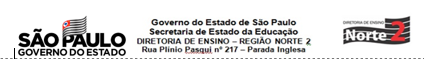 SÃO PAULO
GOVERNO DO ESTADO
Governo do Estado de São Paulo
Secretaria de Estado da Educação
DIRETORIA DE ENSINO – REGIÃO NORTE 2
Rua Plínio Pasqui nº 217 – Parada Inglesa
DIRETORIA DE ENSINO
Norte 2